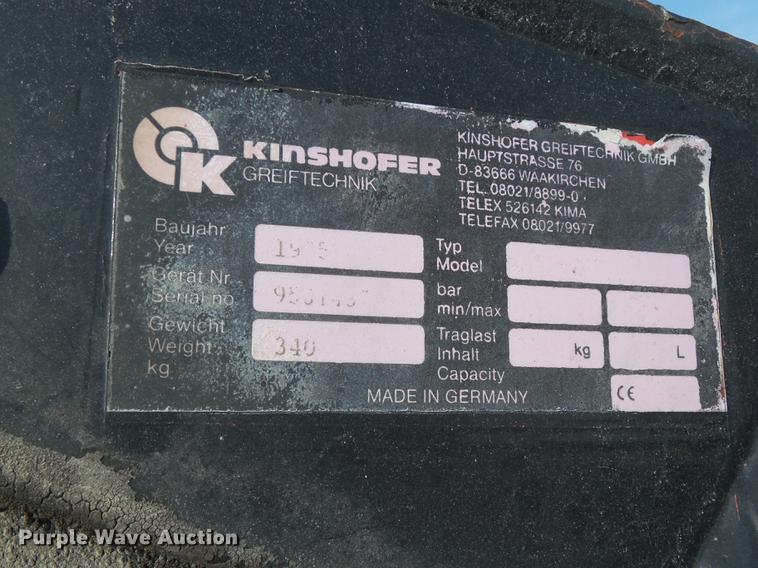 KINSHOFER
GREIFTECHNIK
KINSHOFER GREIFTECHNIK GMBH
HAUPTSTRASSE 76
D-83666 WAAKIRCHEN
TEL. 08021/8899-0
TELEX 526142 KIMA
TELEFAX 08021/9977
Baujahr
Year
Gerät Nr
Serial no
Gewicht
Weight
kg
340
Typ
Model
bar
min/max
Traglast
Inhalt
Capacity
kg
L
CE
MADE IN GERMANY
Purple Wave Auction